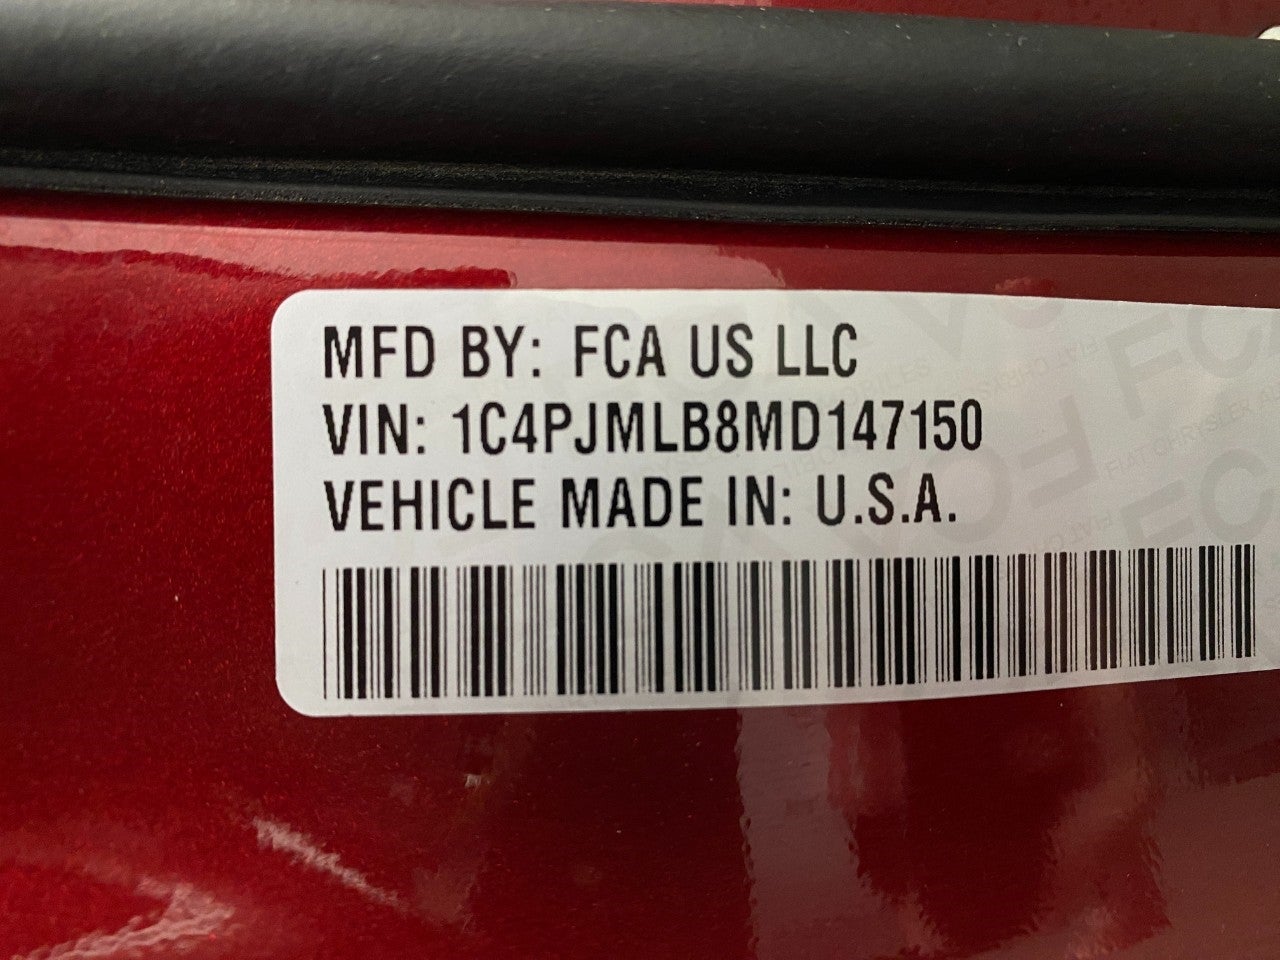 MFD BY: FCA US LLC
VIN: 1C4PJMLB8MD147150
VEHICLE MADE IN: U.S.A.